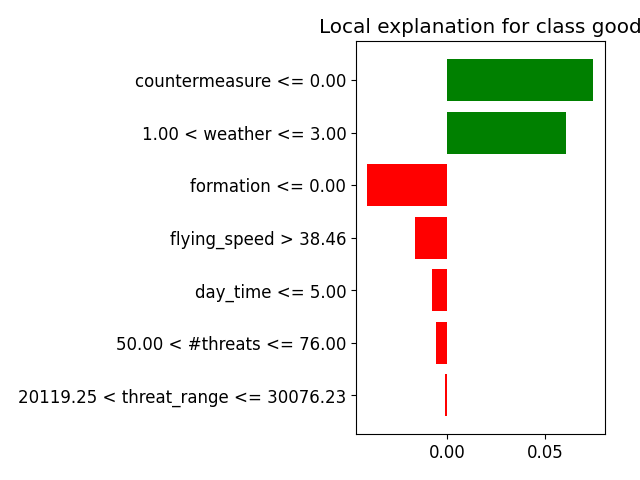 Local explanation for class good
countermeasure <= 0.00
1.00 < weather <= 3.00
formation <= 0.00
flying_speed > 38.46
day_time <= 5.00
50.00 < #threats <= 76.00
20119.25 < threat_range <= 30076.23
0.00 0.05